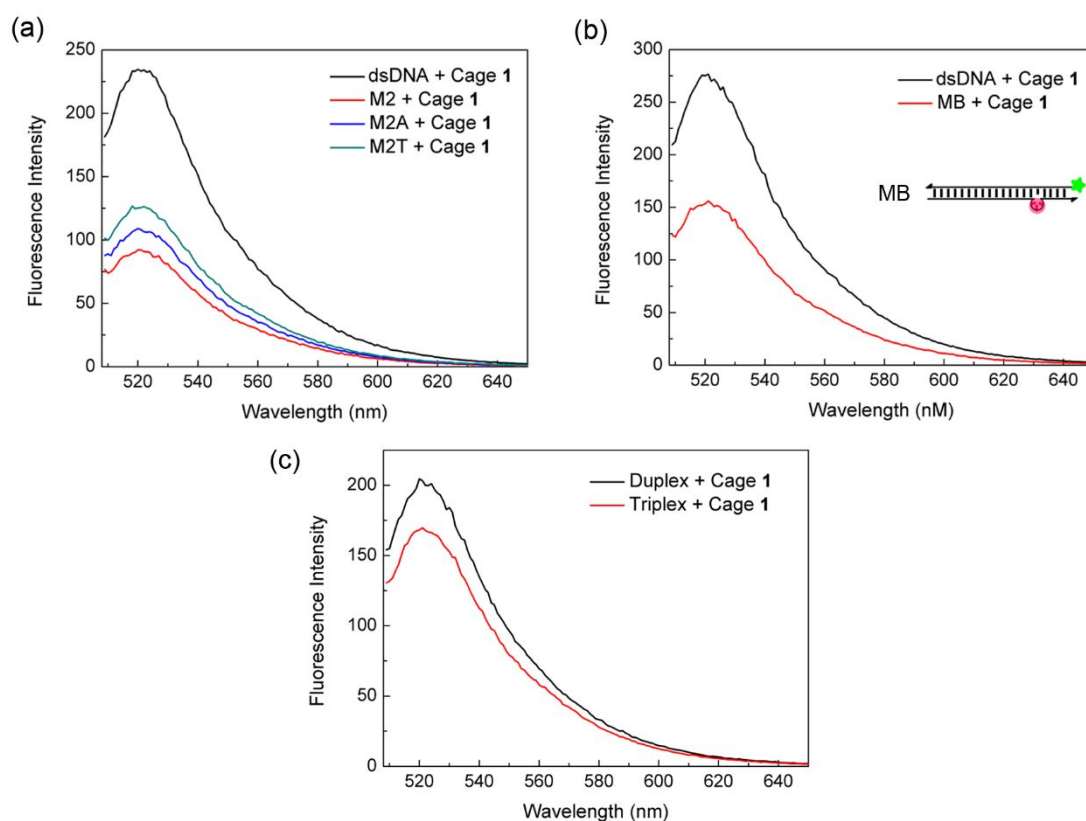 (a)
250
200
150
100
50
0
Fluorescence Intensity
dsDNA + Cage 1
M2 + Cage 1
M2A + Cage 1
M2T + Cage 1
520 540 560 580 600 620 640
Wavelength (nm)
(b)
300
250
200
150
100
50
0
Fluorescence Intensity
dsDNA + Cage 1
MB + Cage 1
MB
520 540 560 580 600 620 640
Wavelength (nM)
(c)
200
150
100
50
0
Fluorescence Intensity
Duplex + Cage 1
Triplex + Cage 1
520 540 560 580 600 620 640
Wavelength (nm)